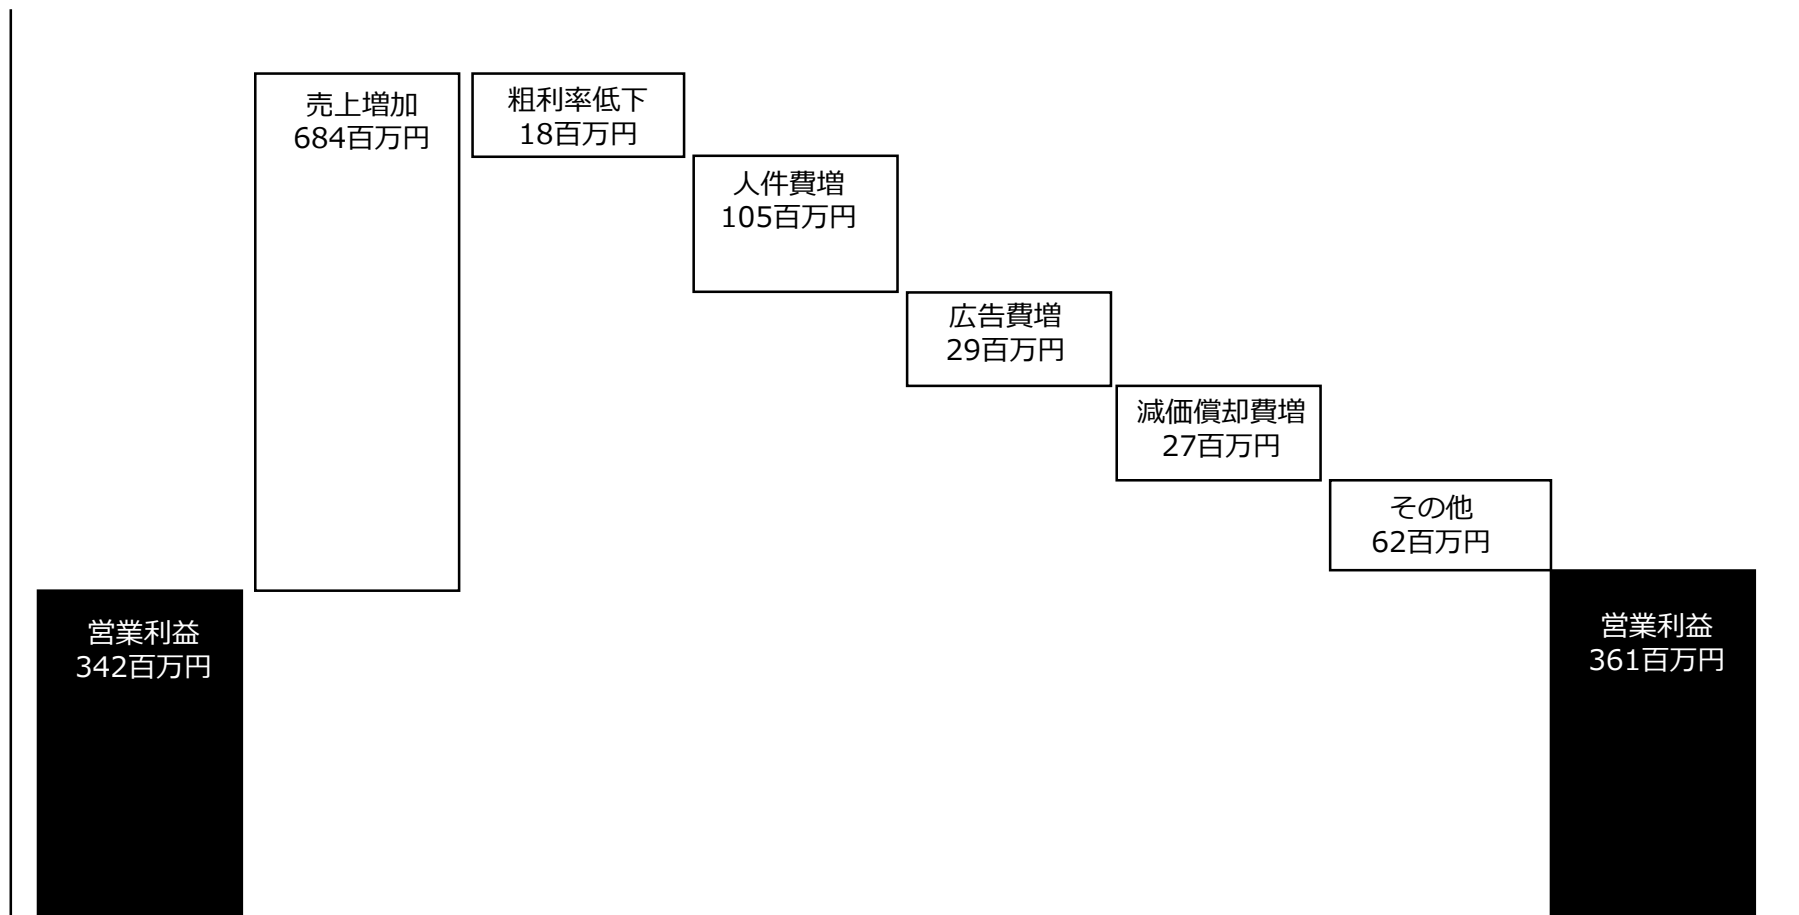 売上増加
684百万円
粗利率低下
18百万円
人件費増
105百万円
広告費増
29百万円
減価償却費増
27百万円
その他
62百万円
営業利益
342百万円
営業利益
361百万円